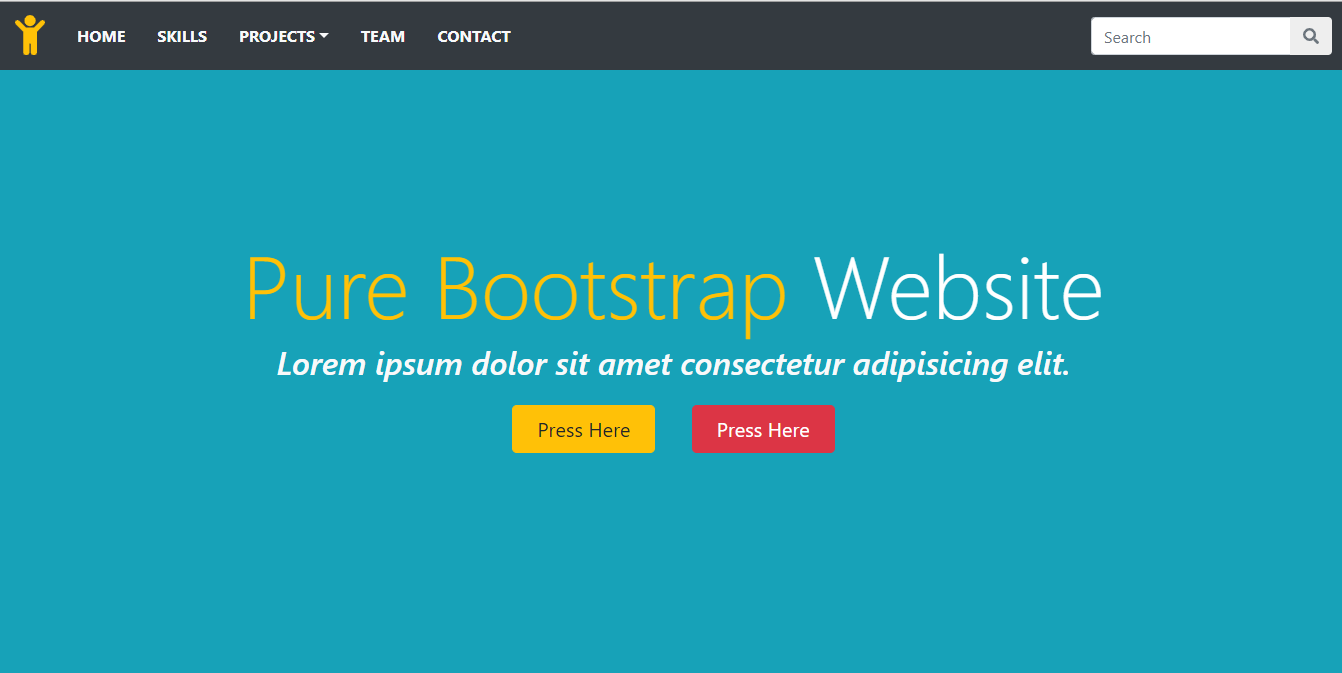 HOME SKILLS PROJECTS TEAM CONTACT Search
Pure Bootstrap Website
Lorem ipsum dolor sit amet consectetur adipisicing elit.
Press Here Press Here